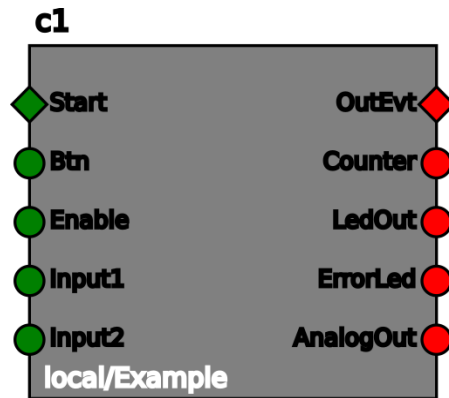 c1
Start OutEvt
Btn Counter
Enable LedOut
Input1 ErrorLed
Input2 AnalogOut
local/Example